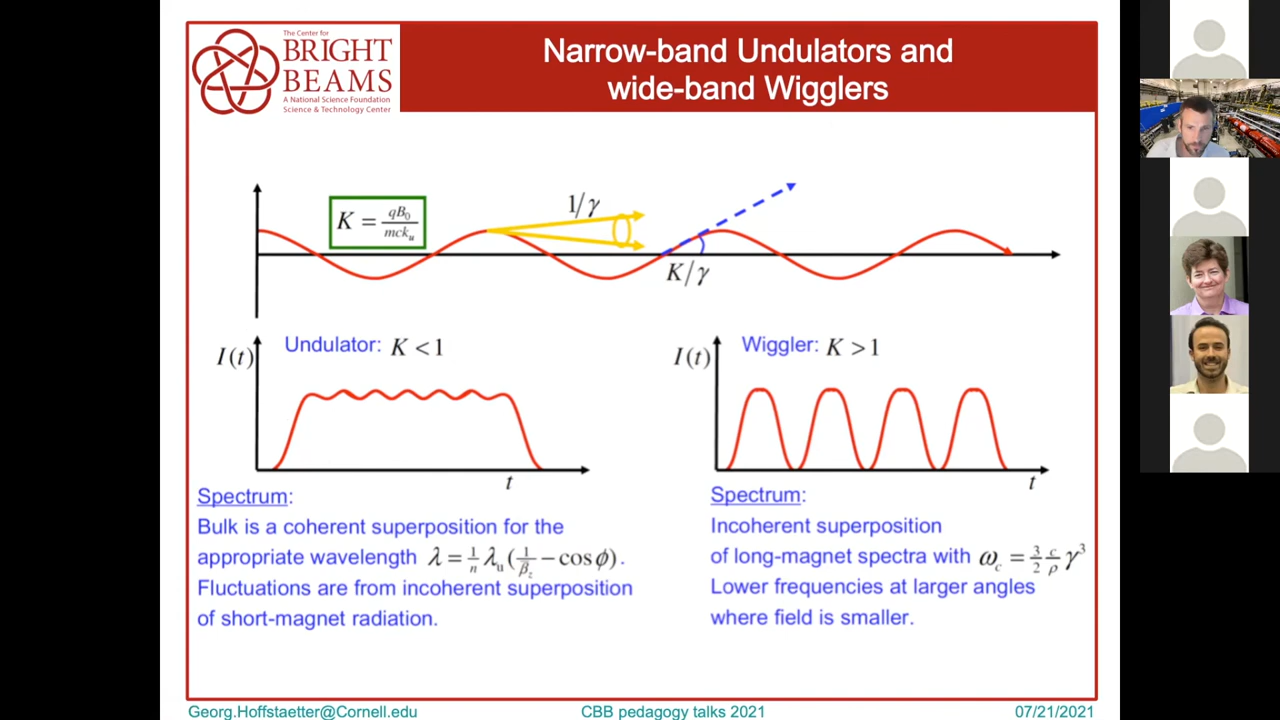 The Center for
BRIGHT
BEAMS
A National Science Foundation
Science & Technology Center
Narrow-band Undulators and
wide-band Wigglers
K = qB₀/mckᵤ
1/γ
K/γ
I(t)
Undulator: K < 1
t
I(t)
Wiggler: K > 1
t
Spectrum:
Bulk is a coherent superposition for the
appropriate wavelength λ = 1/n λᵤ (1/β_z − cos ϕ).
Fluctuations are from incoherent superposition
of short-magnet radiation.
Spectrum:
Incoherent superposition
of long-magnet spectra with ω_c = 3/2 c/ρ γ³
Lower frequencies at larger angles
where field is smaller.
Georg.Hoffstaetter@Cornell.edu
CBB pedagogy talks 2021
07/21/2021